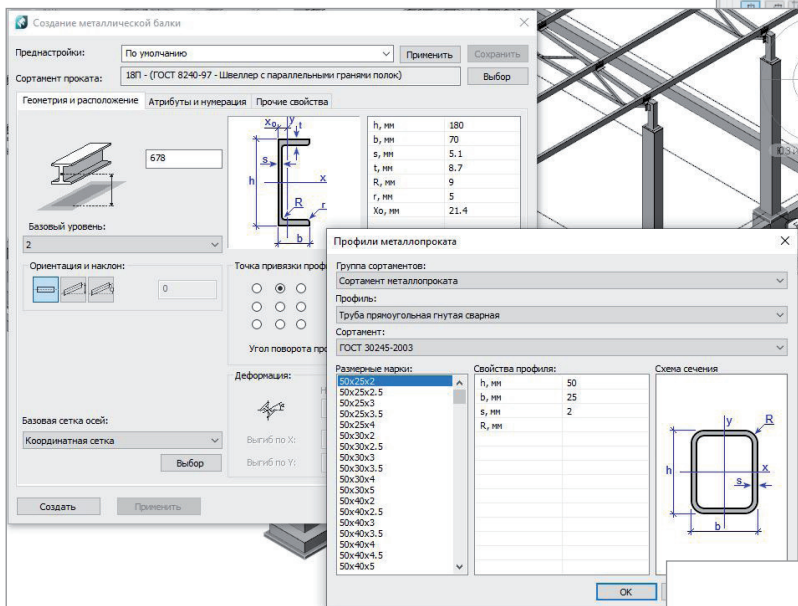 Создание металлической балки
Преднастройки: По умолчанию Применить Сохранить
Сортамент проката: 18П - (ГОСТ 8240-97 - Швеллер с параллельными гранями полок) Выбор
Геометрия и расположение Атрибуты и нумерация Прочие свойства
678
Базовый уровень:
2
Ориентация и наклон:
0
Базовая сетка осей:
Координатная сетка
Выбор
Создать Применить
x₀ y t
s
h x
R r
b
h, мм 180
b, мм 70
s, мм 5.1
t, мм 8.7
R, мм 9
r, мм 5
Xo, мм 21.4
Точка привязки проф
Угол поворота про
Деформация:
Выгиб по X:
Выгиб по Y:
Профили металлопроката
Группа сортаментов:
Сортамент металлопроката
Профиль:
Труба прямоугольная гнутая сварная
Сортамент:
ГОСТ 30245-2003
Размерные марки:
50x25x2
50x25x2.5
50x25x3
50x25x3.5
50x25x4
50x30x2
50x30x2.5
50x30x3
50x30x3.5
50x30x4
50x30x5
50x40x2
50x40x2.5
50x40x3
50x40x3.5
50x40x4
50x40x4.5
50x40x5
Свойства профиля:
h, мм 50
b, мм 25
s, мм 2
R, мм
Схема сечения
y R
h x
s
b
OK